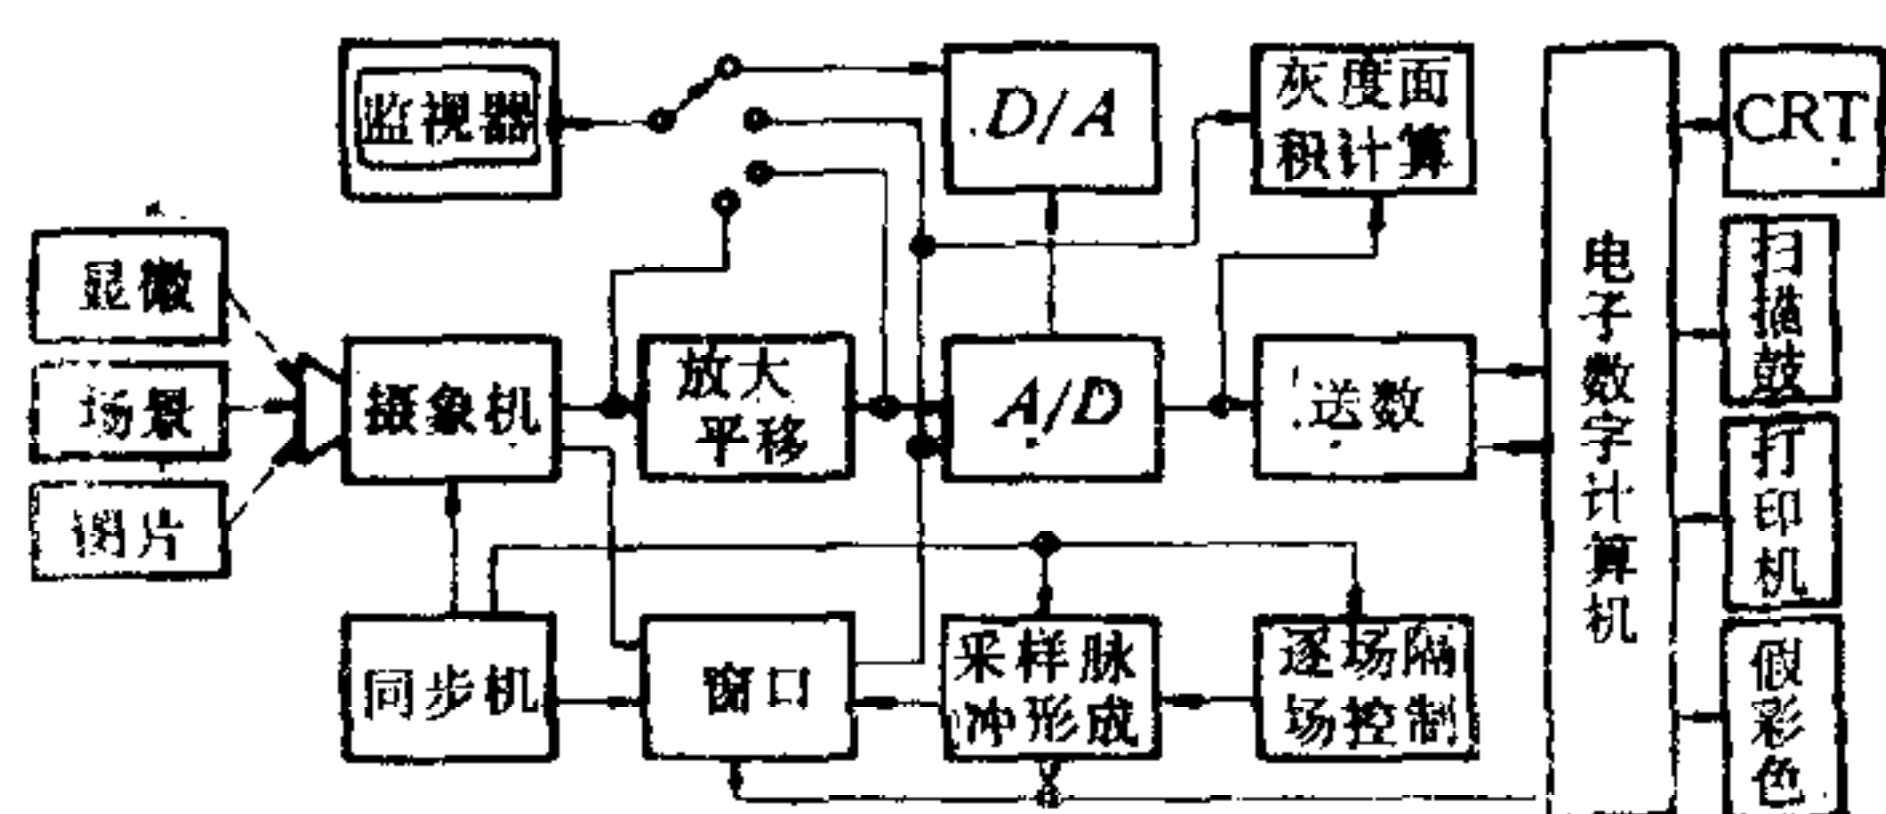 监视器
D/A
灰度面
积计算
CRT
显微
场景
图片
摄象机
放大
平移
A/D
送数
电子数字计算机
扫描鼓
打印机
假彩色
同步机
窗口
采样脉
冲形成
逐场隔
场控制